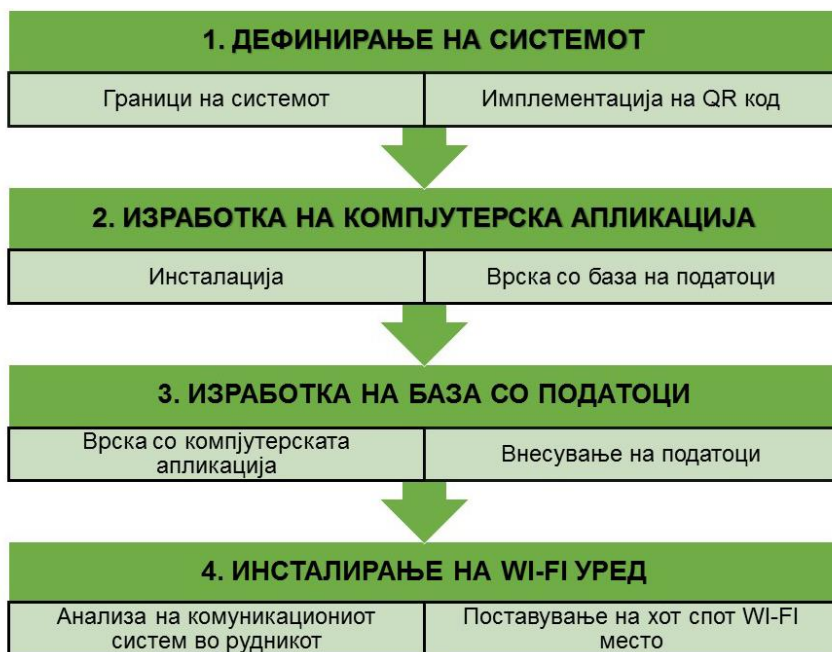 1. ДЕФИНИРАЊЕ НА СИСТЕМОТ
Граници на системот
Имплементација на QR код
2. ИЗРАБОТКА НА КОМПЈУТЕРСКА АПЛИКАЦИЈА
Инсталација
Врска со база на податоци
3. ИЗРАБОТКА НА БАЗА СО ПОДАТОЦИ
Врска со компјутерската
апликација
Внесување на податоци
4. ИНСТАЛИРАЊЕ НА WI-FI УРЕД
Анализа на комуникациониот
систем во рудникот
Поставување на хот спот WI-FI
место